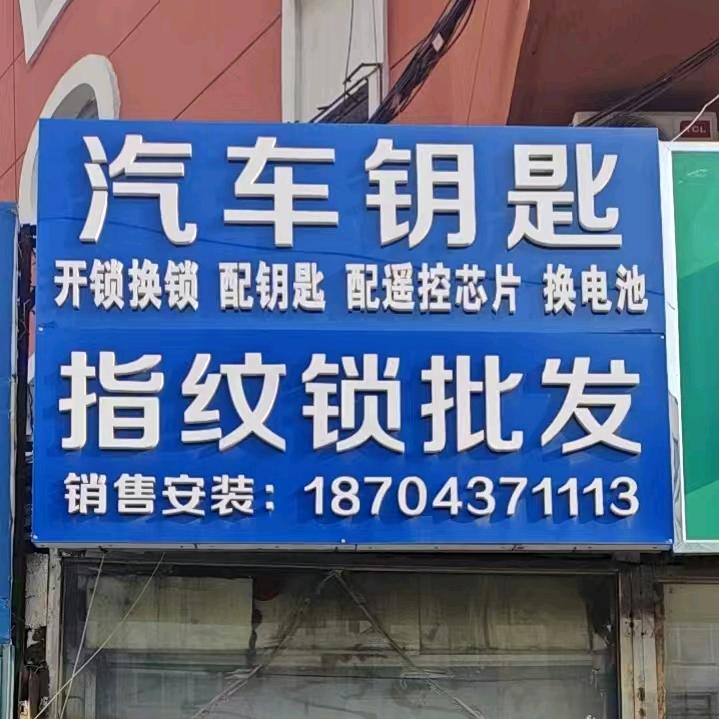 汽车钥匙
开锁换锁 配钥匙 配遥控芯片 换电池
指纹锁批发
销售安装：18704371113
TCL